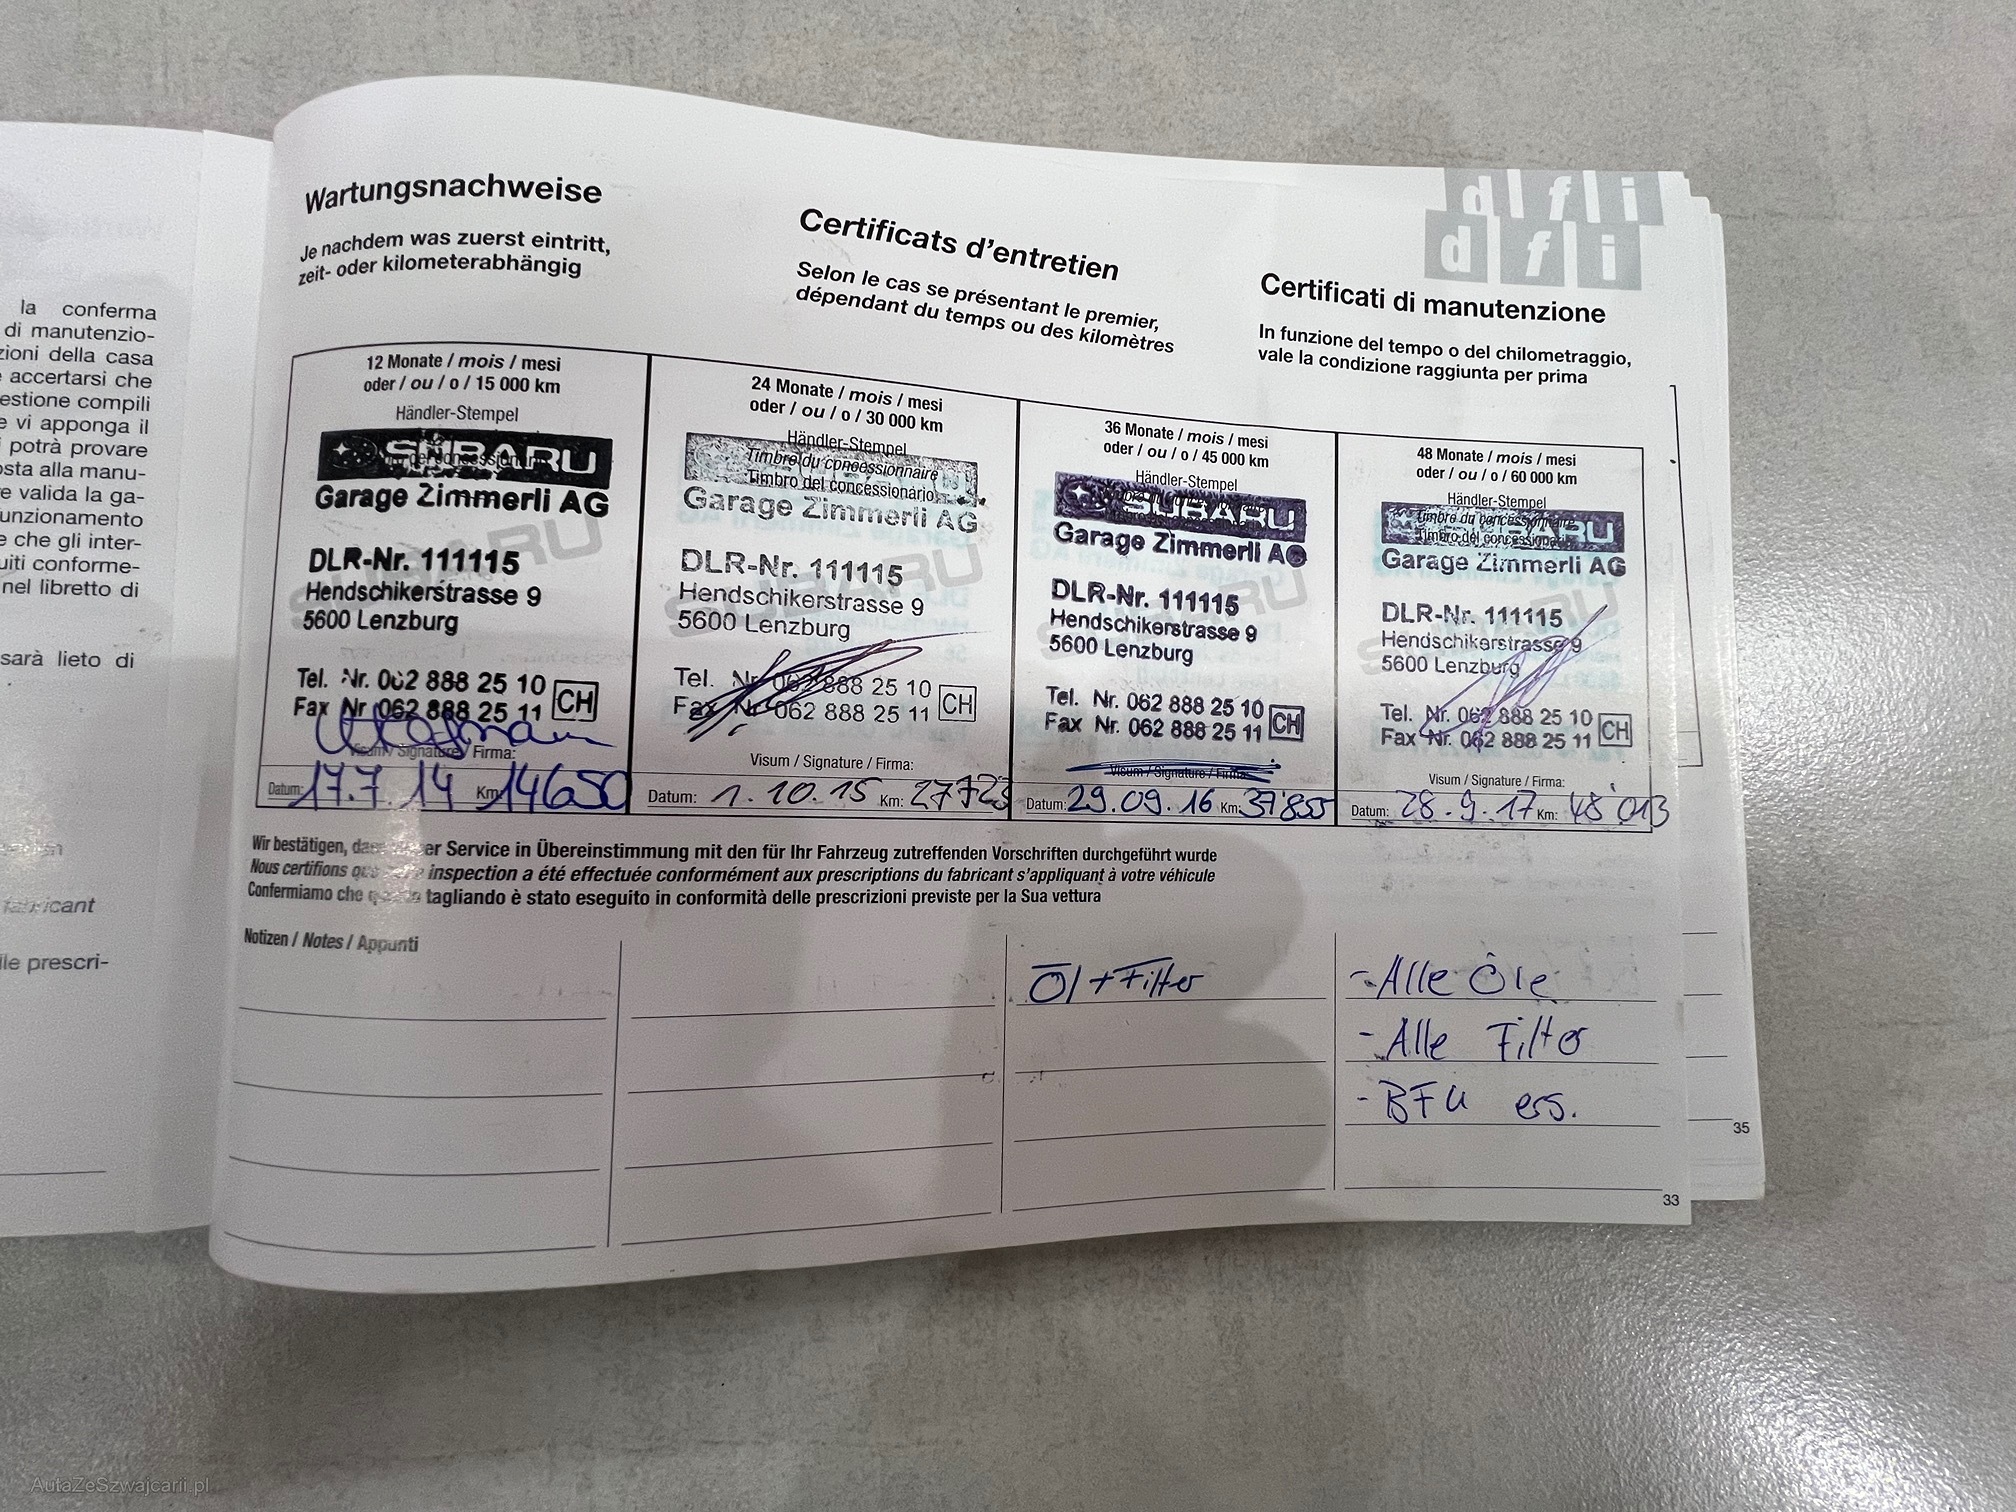 la conferma
di manutenzio-
zioni della casa
accertarsi che
estione compili
e vi apponga il
potrà provare
osta alla manu-
re valida la ga-
unzionamento
e che gli inter-
uiti conforme-
nel libretto di
sarà lieto di
fabricant
lle prescri-
Wartungsnachweise
Je nachdem was zuerst eintritt,
zeit- oder kilometerabhängig
Certificats d'entretien
Selon le cas se présentant le premier,
dépendant du temps ou des kilomètres
Certificati di manutenzione
In funzione del tempo o del chilometraggio,
vale la condizione raggiunta per prima
d f i
d f i
12 Monate / mois / mesi
oder / ou / o / 15 000 km
Händler-Stempel
SUBARU
Garage Zimmerli AG
DLR-Nr. 111115
Hendschikerstrasse 9
5600 Lenzburg
Tel. Nr. 062 888 25 10
Fax Nr 062 888 25 11 CH
Visum / Signature / Firma:
Datum: 17.7.14 Km: 14650
24 Monate / mois / mesi
oder / ou / o / 30 000 km
Händler-Stempel
Timbre du concessionnaire
Timbro del concessionario
Garage Zimmerli AG
DLR-Nr. 111115
Hendschikerstrasse 9
5600 Lenzburg
Tel. Nr 062 888 25 10
Fax Nr 062 888 25 11 CH
Visum / Signature / Firma:
Datum: 1.10.15 Km: 27723
36 Monate / mois / mesi
oder / ou / o / 45 000 km
Händler-Stempel
SUBARU
Garage Zimmerli AG
DLR-Nr. 111115
Hendschikerstrasse 9
5600 Lenzburg
Tel. Nr. 062 888 25 10
Fax Nr. 062 888 25 11 CH
Visum / Signature / Firma:
Datum: 29.09.16 Km: 37'855
48 Monate / mois / mesi
oder / ou / o / 60 000 km
Händler-Stempel
Timbre du concessionnaire
Timbro del concessionario
SUBARU
Garage Zimmerli AG
DLR-Nr. 111115
Hendschikerstrasse 9
5600 Lenzburg
Tel. Nr. 062 888 25 10
Fax Nr. 062 888 25 11 CH
Visum / Signature / Firma:
Datum: 28.9.17 Km: 48'013
Wir bestätigen, er Service in Übereinstimmung mit den für Ihr Fahrzeug zutreffenden Vorschriften durchgeführt wurde
Nous certifions inspection a été effectuée conformément aux prescriptions du fabricant s'appliquant à votre véhicule
Confermiamo che tagliando è stato eseguito in conformità delle prescrizioni previste per la Sua vettura
Notizen / Notes / Appunti
Öl + Filter
- Alle Öle
- Alle Filter
- BFU ers.
33
35
AutaZeSzwajcarii.pl